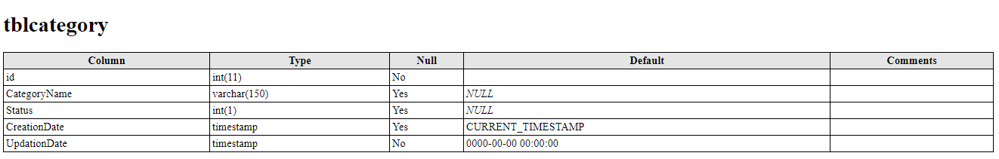 tblcategory
Column Type Null Default Comments
id int(11) No
CategoryName varchar(150) Yes NULL
Status int(1) Yes NULL
CreationDate timestamp Yes CURRENT_TIMESTAMP
UpdationDate timestamp No 0000-00-00 00:00:00